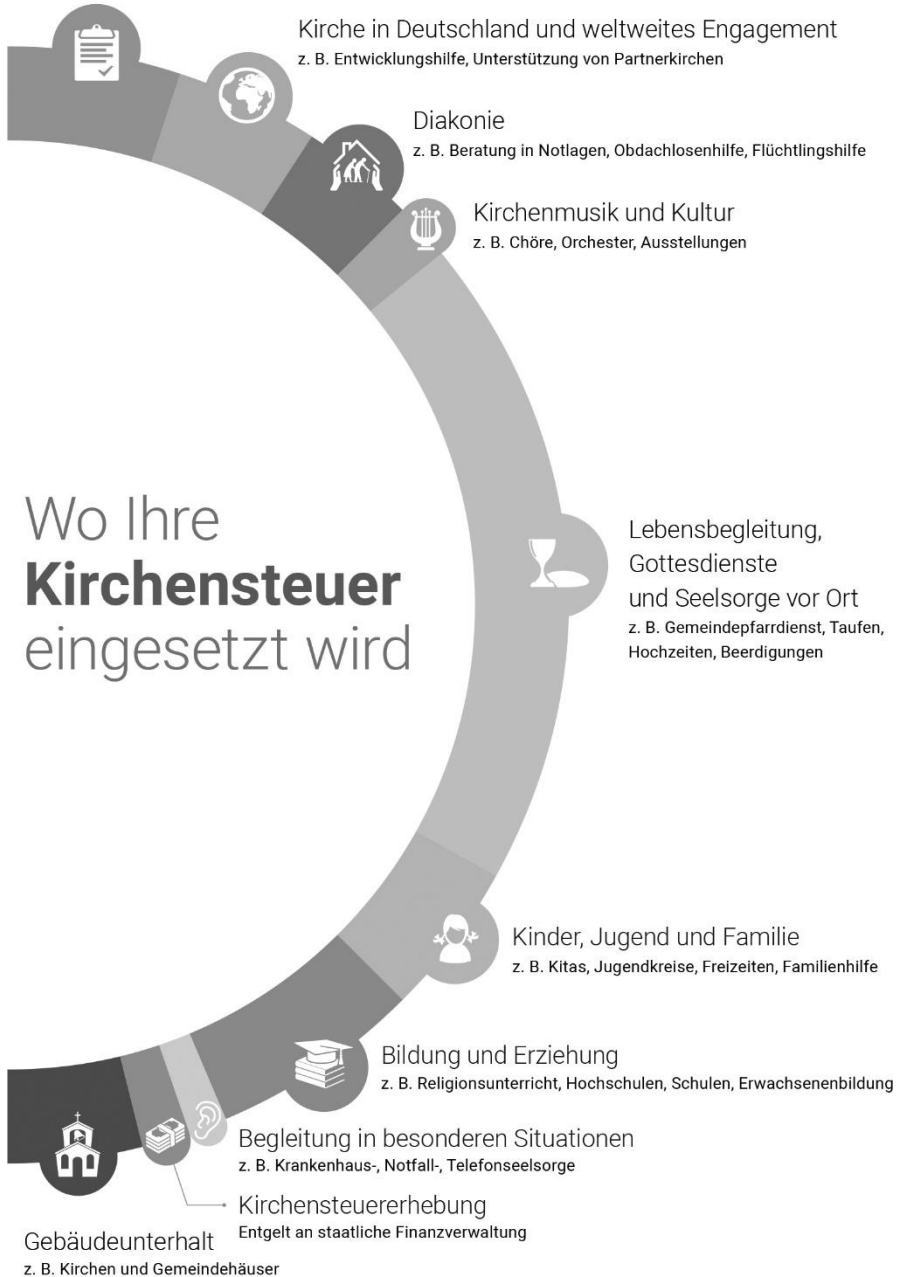 Kirche in Deutschland und weltweites Engagement
z. B. Entwicklungshilfe, Unterstützung von Partnerkirchen
Diakonie
z. B. Beratung in Notlagen, Obdachlosenhilfe, Flüchtlingshilfe
Kirchenmusik und Kultur
z. B. Chöre, Orchester, Ausstellungen
Wo Ihre
Kirchensteuer
eingesetzt wird
Lebensbegleitung,
Gottesdienste
und Seelsorge vor Ort
z. B. Gemeindepfarrdienst, Taufen,
Hochzeiten, Beerdigungen
Kinder, Jugend und Familie
z. B. Kitas, Jugendkreise, Freizeiten, Familienhilfe
Bildung und Erziehung
z. B. Religionsunterricht, Hochschulen, Schulen, Erwachsenenbildung
Begleitung in besonderen Situationen
z. B. Krankenhaus-, Notfall-, Telefonseelsorge
Kirchensteuererhebung
Entgelt an staatliche Finanzverwaltung
Gebäudeunterhalt
z. B. Kirchen und Gemeindehäuser